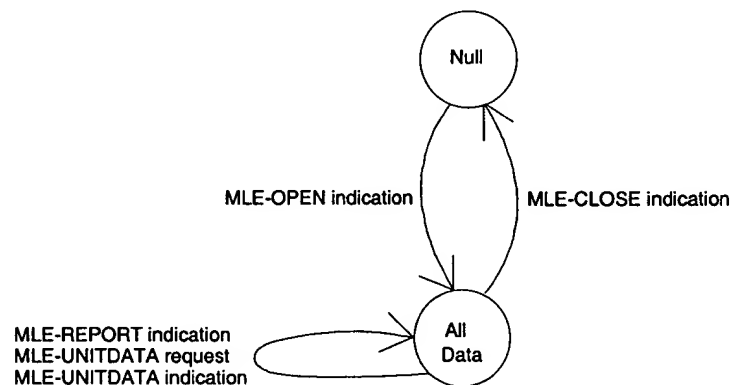 Null
MLE-OPEN indication
MLE-CLOSE indication
All
Data
MLE-REPORT indication
MLE-UNITDATA request
MLE-UNITDATA indication